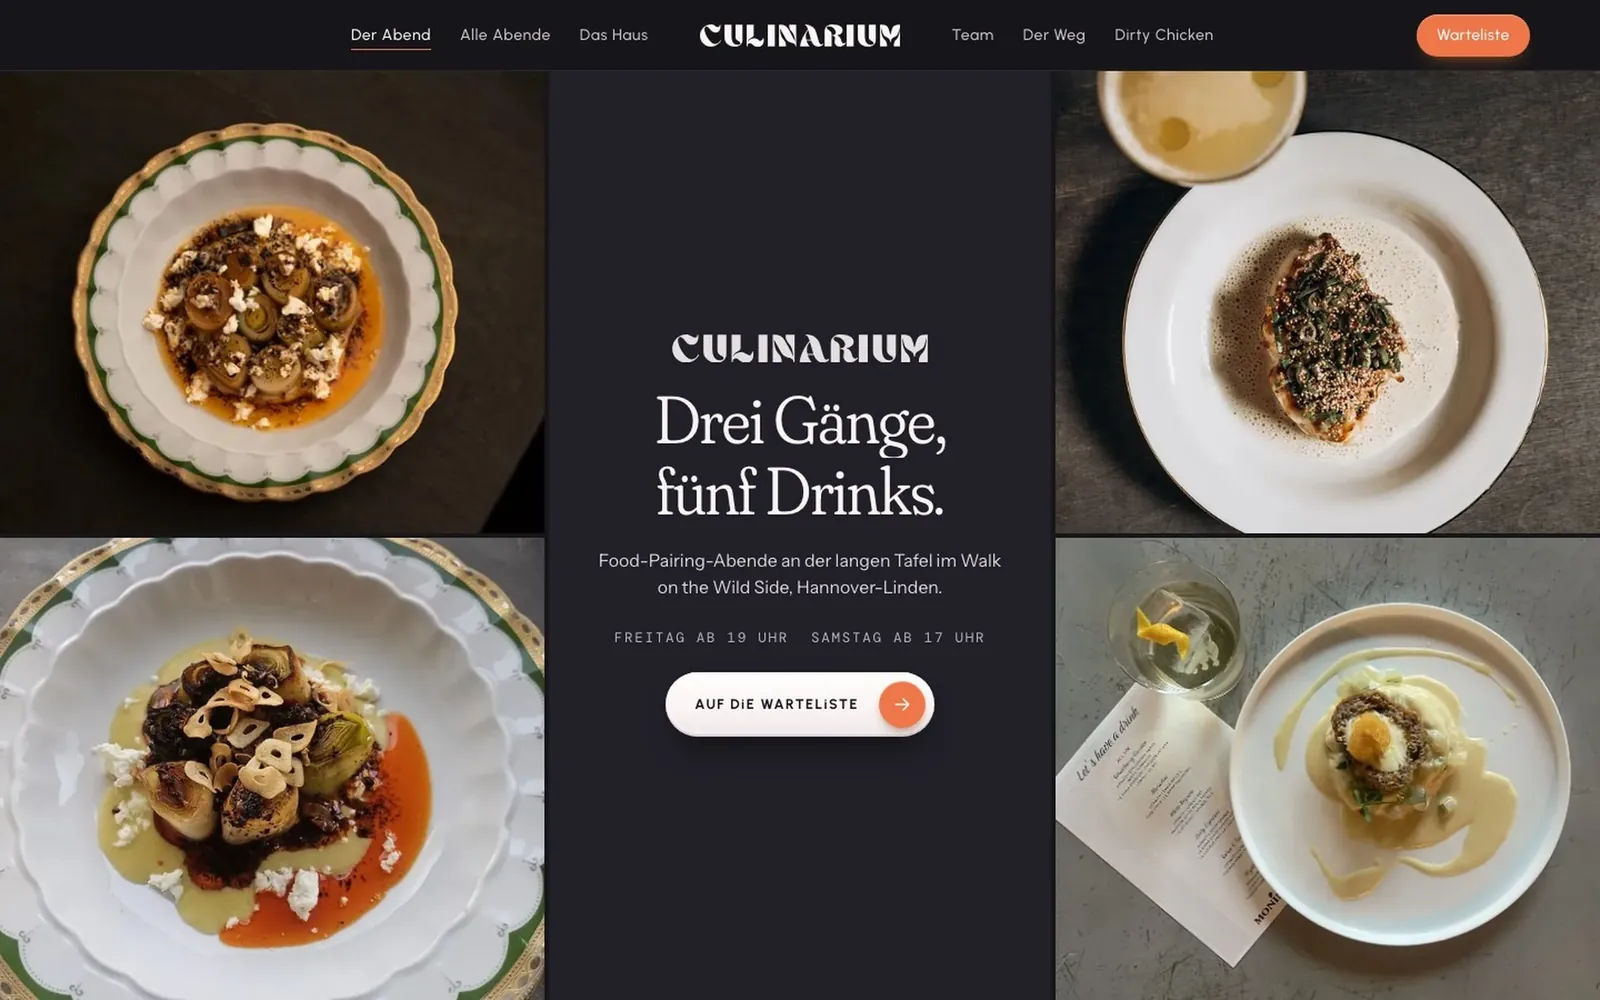 Der Abend
Alle Abende
Das Haus
CULINARIUM
Team
Der Weg
Dirty Chicken
Warteliste
CULINARIUM
Drei Gänge,
fünf Drinks.
Food-Pairing-Abende an der langen Tafel im Walk
on the Wild Side, Hannover-Linden.
FREITAG AB 19 UHR SAMSTAG AB 17 UHR
AUF DiE WARTELiSTE
Let's have a drink